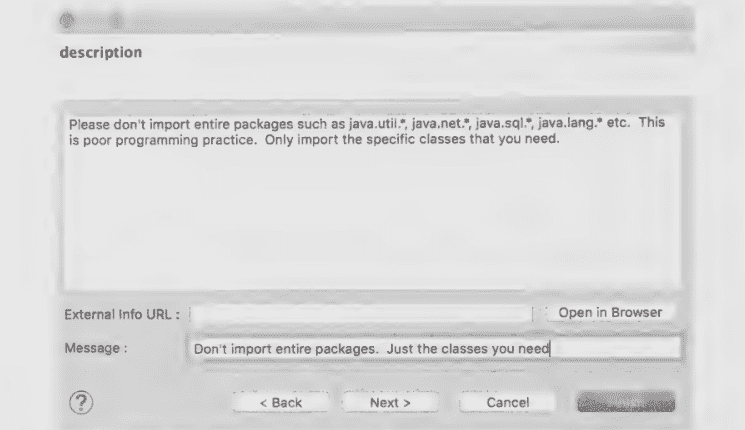 description
Please don't import entire packages such as java.util.*, java.net.*, java.sql.*, java.lang.* etc.  This
is poor programming practice.  Only import the specific classes that you need.
External Info URL :
Open in Browser
Message :
Don't import entire packages.  Just the classes you need
?
< Back
Next >
Cancel